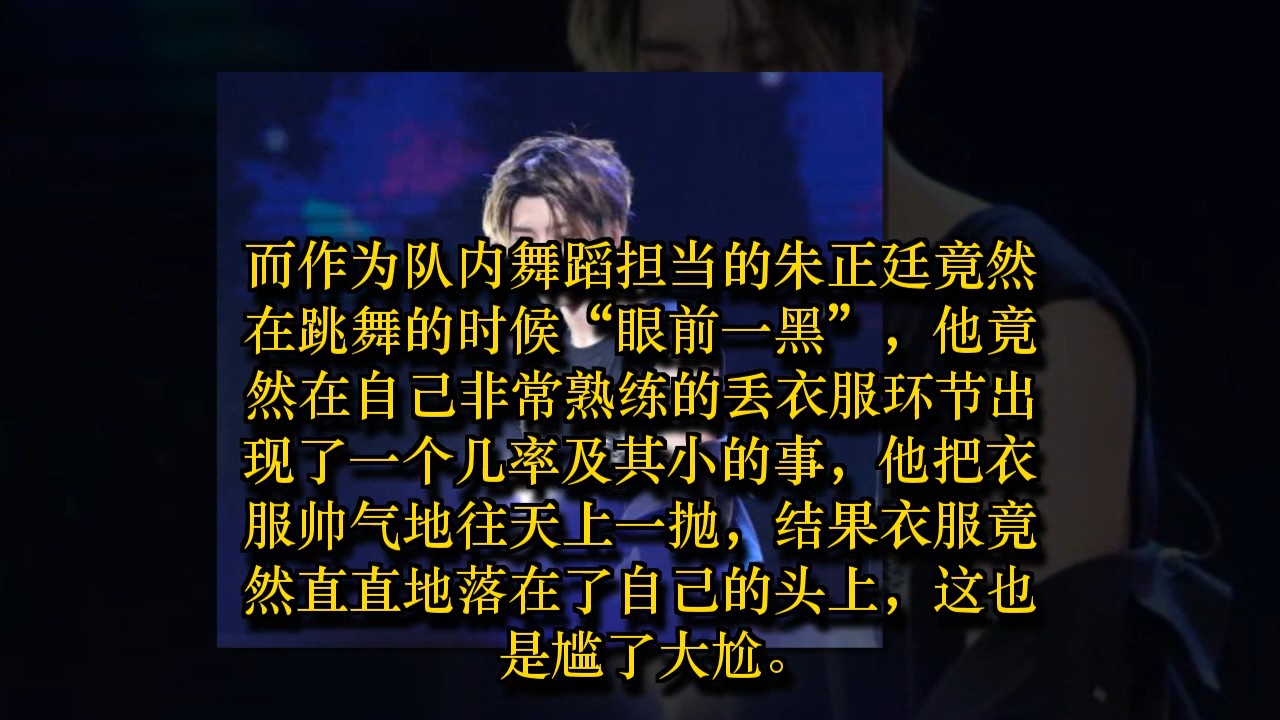 而作为队内舞蹈担当的朱正廷竟然
在跳舞的时候“眼前一黑”，他竟
然在自己非常熟练的丢衣服环节出
现了一个几率及其小的事，他把衣
服帅气地往天上一抛，结果衣服竟
然直直地落在了自己的头上，这也
是尴了大尬。